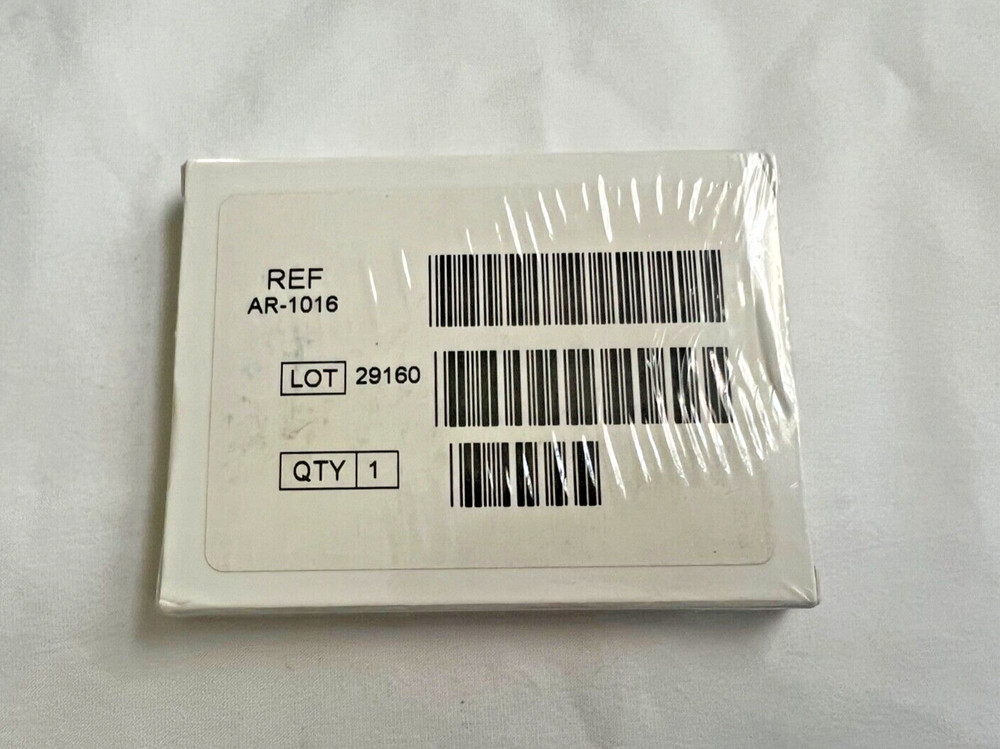 REF
AR-1016
LOT 29160
QTY 1